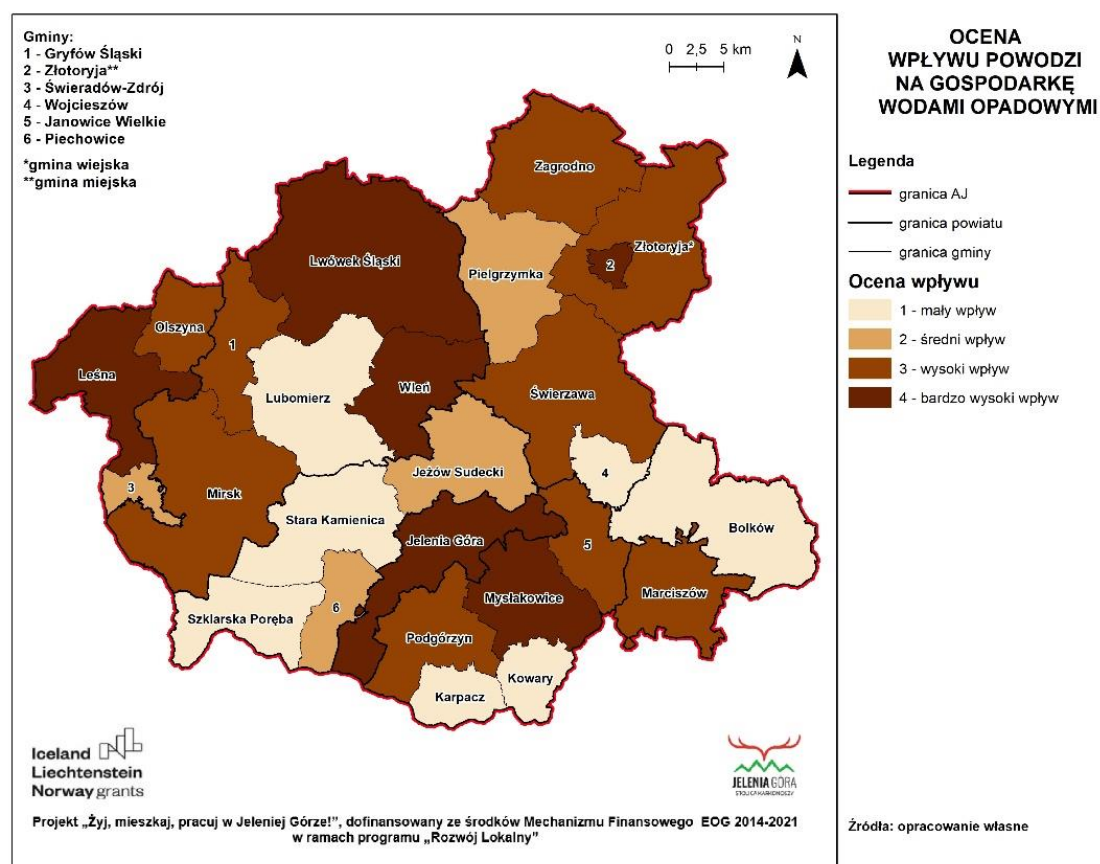 Gminy:
1 - Gryfów Śląski
2 - Złotoryja**
3 - Świeradów-Zdrój
4 - Wojcieszów
5 - Janowice Wielkie
6 - Piechowice
*gmina wiejska
**gmina miejska
0 2,5 5 km
N
Zagrodno
Złotoryja*
2
Pielgrzymka
Lwówek Śląski
Olszyna
1
Leśna
Lubomierz
Wleń
Świerzawa
Jeżów Sudecki
4
3
Mirsk
Stara Kamienica
Bolków
Jelenia Góra
5
Marciszów
Mysłakowice
6
Szklarska Poręba
Podgórzyn
Kowary
Karpacz
Iceland
Liechtenstein
Norway grants
JELENIA GÓRA
STOLICA KARKONOSZY
Projekt „Żyj, mieszkaj, pracuj w Jeleniej Górze!”, dofinansowany ze środków Mechanizmu Finansowego EOG 2014-2021
w ramach programu „Rozwój Lokalny”
OCENA
WPŁYWU POWODZI
NA GOSPODARKĘ
WODAMI OPADOWYMI
Legenda
granica AJ
granica powiatu
granica gminy
Ocena wpływu
1 - mały wpływ
2 - średni wpływ
3 - wysoki wpływ
4 - bardzo wysoki wpływ
Źródła: opracowanie własne